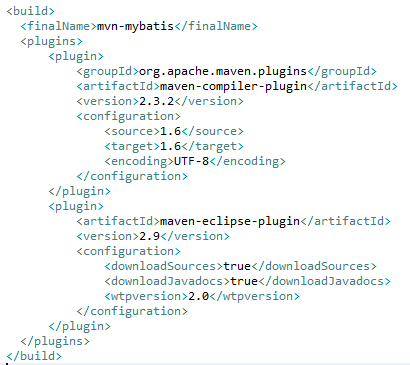 <build>
  <finalName>mvn-mybatis</finalName>
  <plugins>
      <plugin>
          <groupId>org.apache.maven.plugins</groupId>
          <artifactId>maven-compiler-plugin</artifactId>
          <version>2.3.2</version>
          <configuration>
              <source>1.6</source>
              <target>1.6</target>
              <encoding>UTF-8</encoding>
          </configuration>
      </plugin>
      <plugin>
          <artifactId>maven-eclipse-plugin</artifactId>
          <version>2.9</version>
          <configuration>
              <downloadSources>true</downloadSources>
              <downloadJavadocs>true</downloadJavadocs>
              <wtpversion>2.0</wtpversion>
          </configuration>
      </plugin>
  </plugins>
</build>